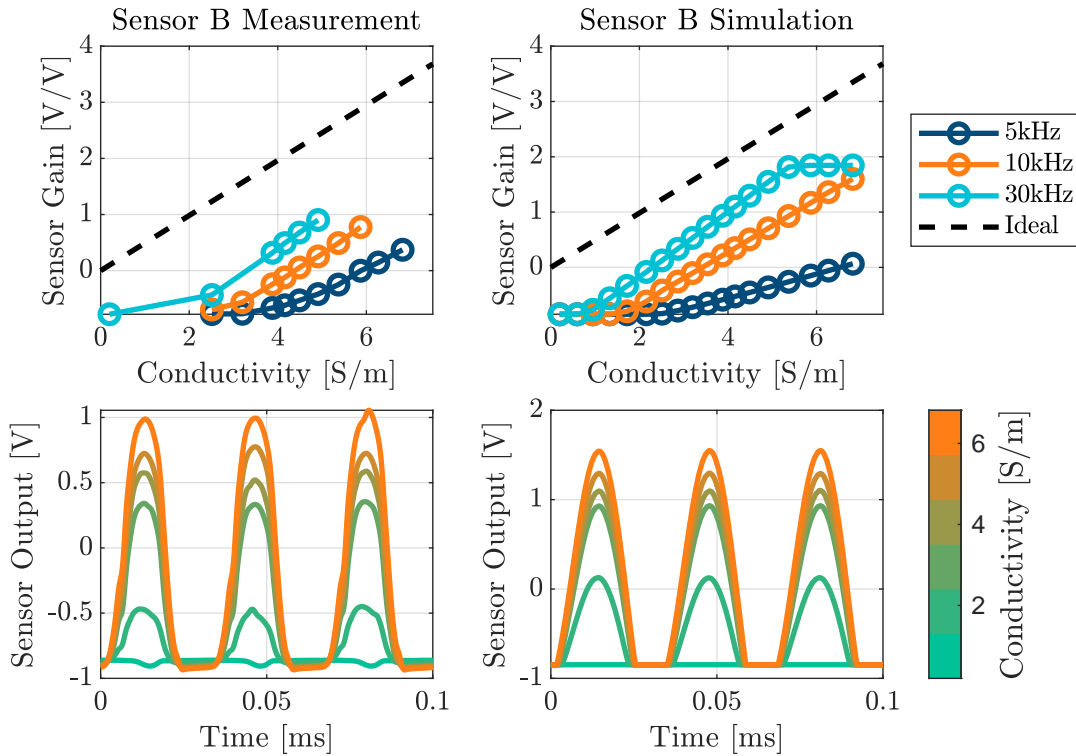 Sensor B Measurement
Sensor Gain [V/V]
4
3
2
1
0
0 2 4 6
Conductivity [S/m]
Sensor B Simulation
Sensor Gain [V/V]
4
3
2
1
0
0 2 4 6
Conductivity [S/m]
5kHz
10kHz
30kHz
Ideal
Sensor Output [V]
1
0.5
0
-0.5
-1
0 0.05 0.1
Time [ms]
Sensor Output [V]
2
1
0
-1
0 0.05 0.1
Time [ms]
6
4
2
Conductivity [S/m]